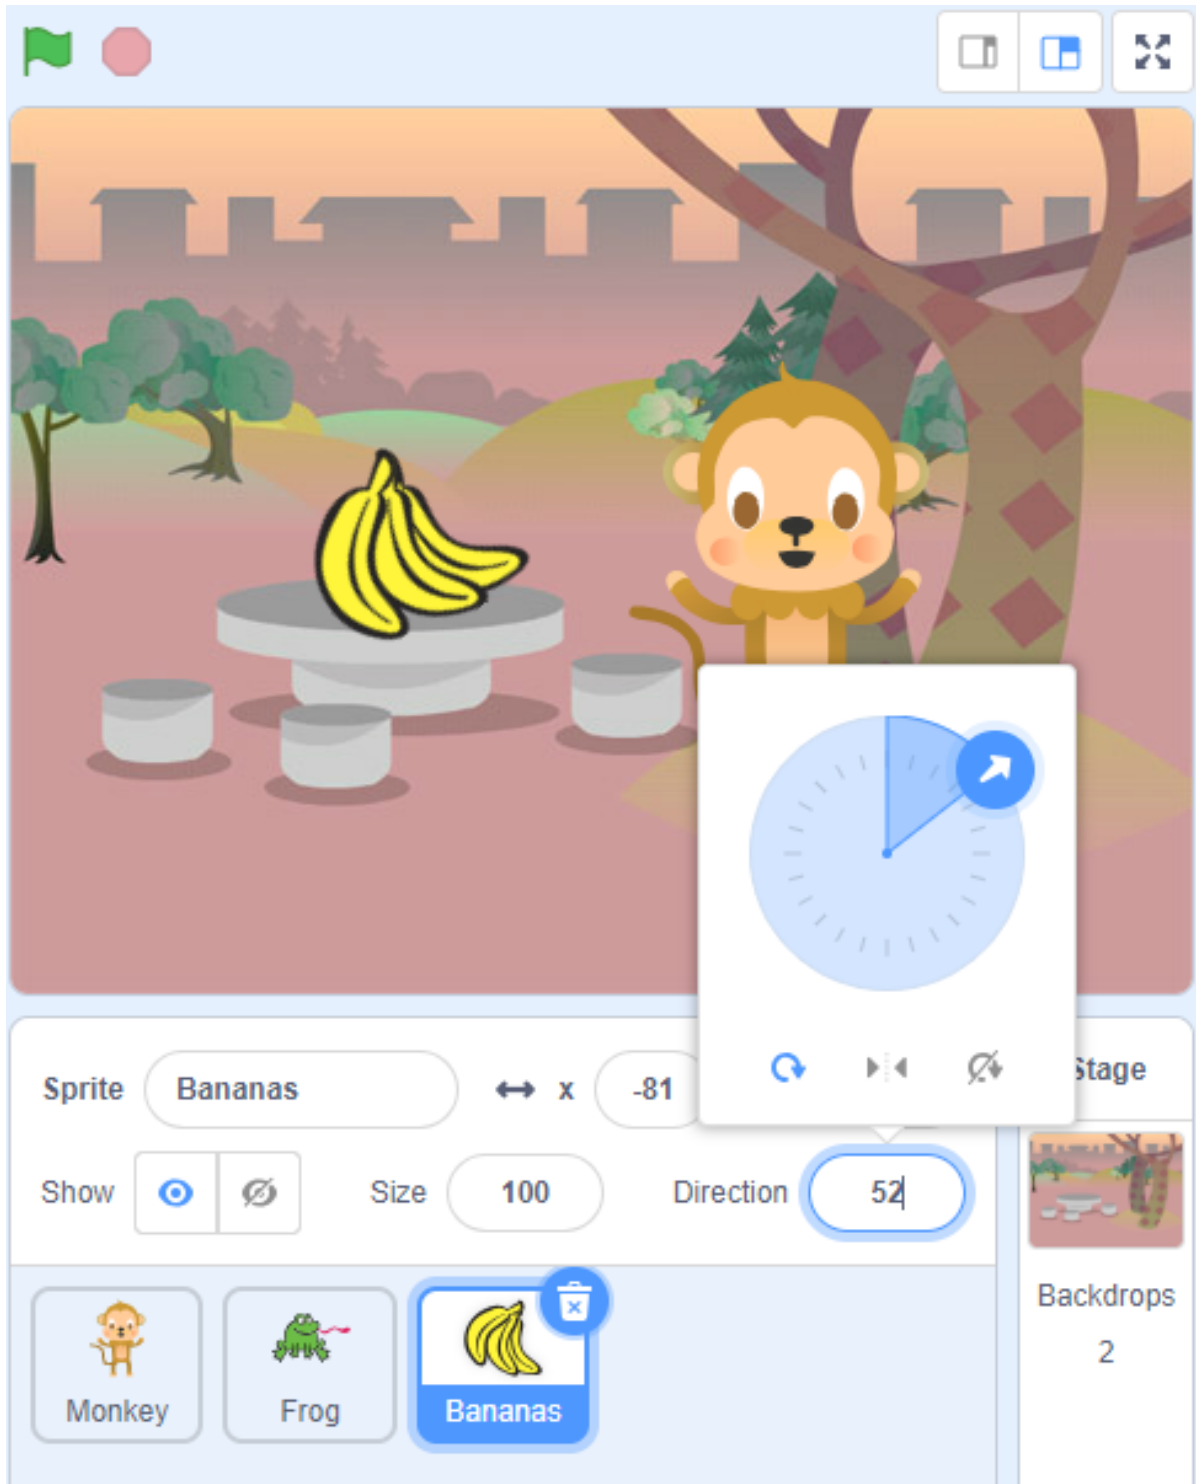 Sprite Bananas x -81
Show Size 100 Direction 52
Stage
Backdrops
2
Monkey Frog Bananas